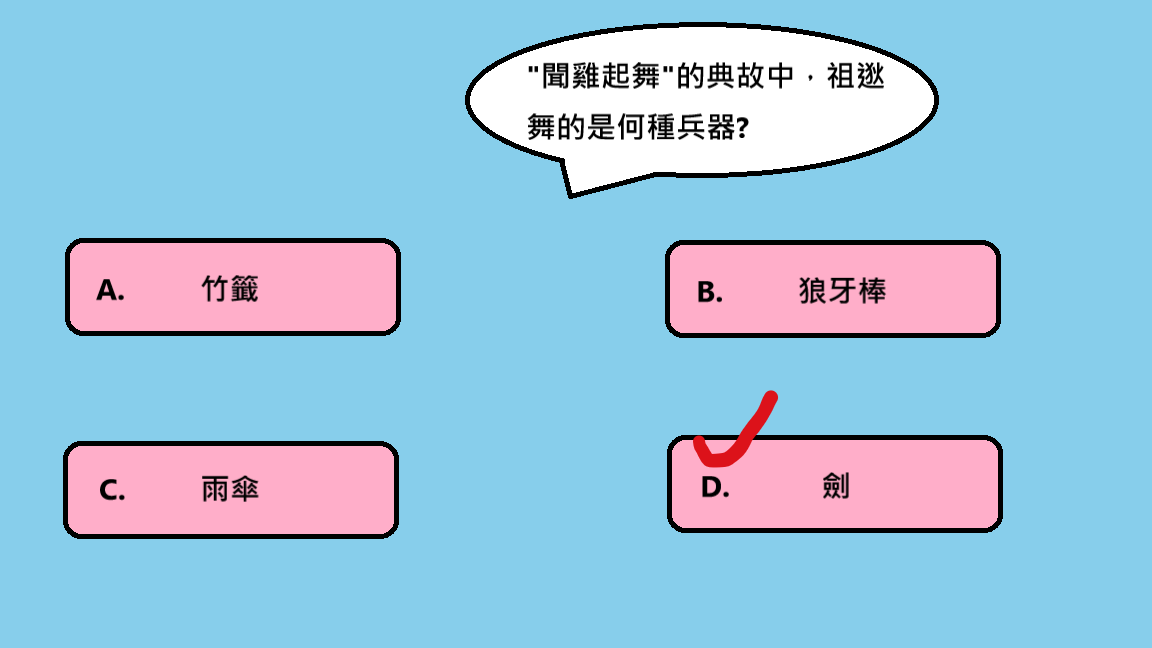 "聞雞起舞"的典故中，祖逖
舞的是何種兵器?
A. 竹籤
B. 狼牙棒
C. 雨傘
D. 劍